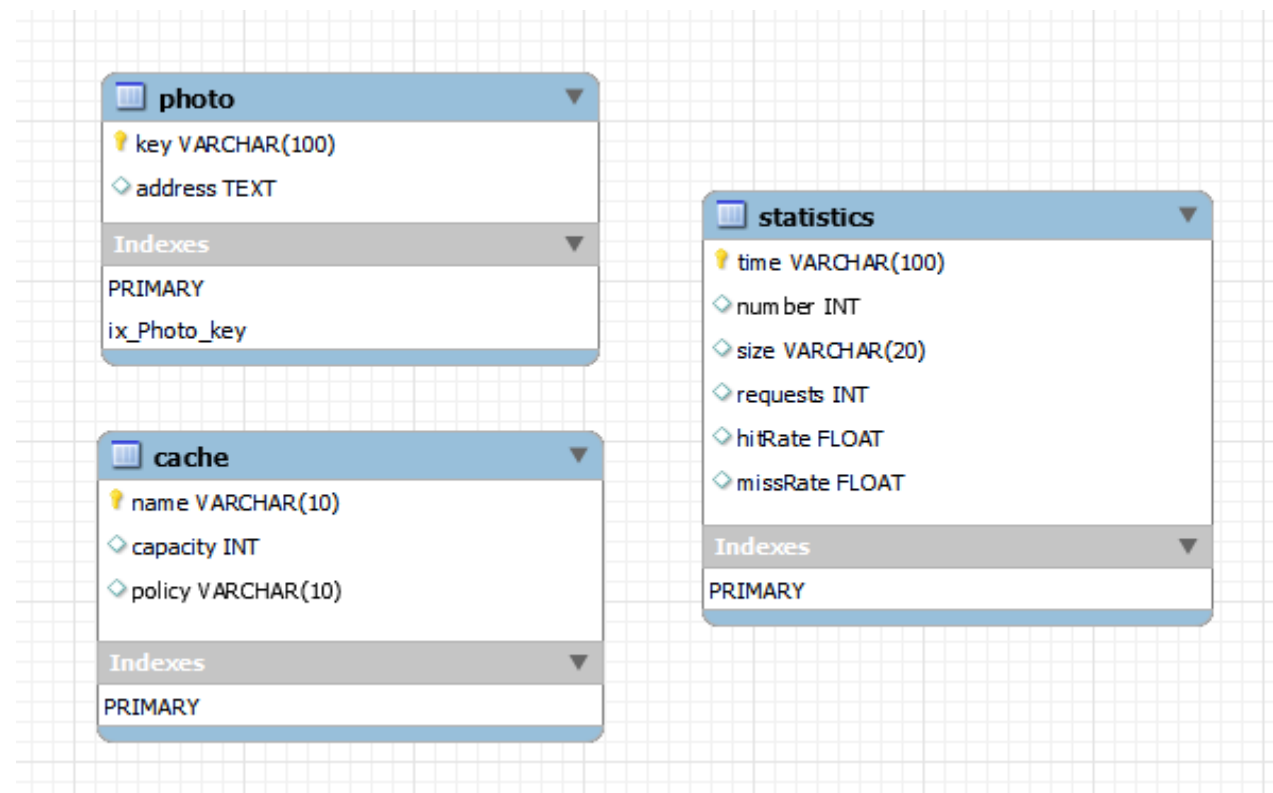 photo
key VARCHAR(100)
address TEXT
Indexes
PRIMARY
ix_Photo_key
cache
name VARCHAR(10)
capacity INT
policy VARCHAR(10)
Indexes
PRIMARY
statistics
time VARCHAR(100)
number INT
size VARCHAR(20)
requests INT
hitRate FLOAT
missRate FLOAT
Indexes
PRIMARY